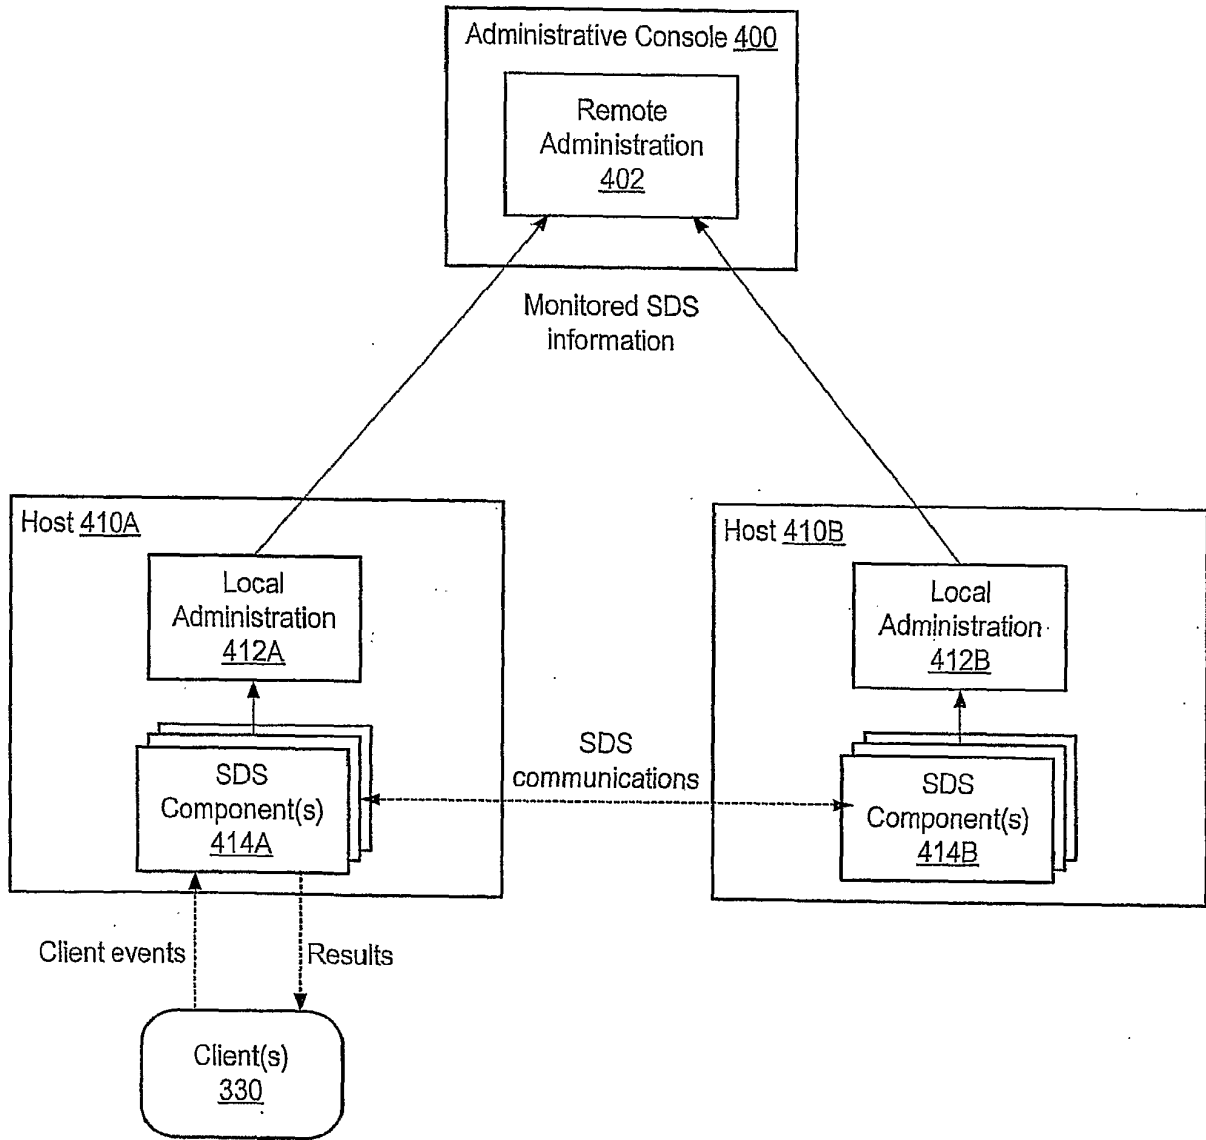 Administrative Console 400
Remote
Administration
402
Monitored SDS
information
Host 410A
Local
Administration
412A
SDS
Component(s)
414A
SDS
communications
Host 410B
Local
Administration
412B
SDS
Component(s)
414B
Client events
Results
Client(s)
330